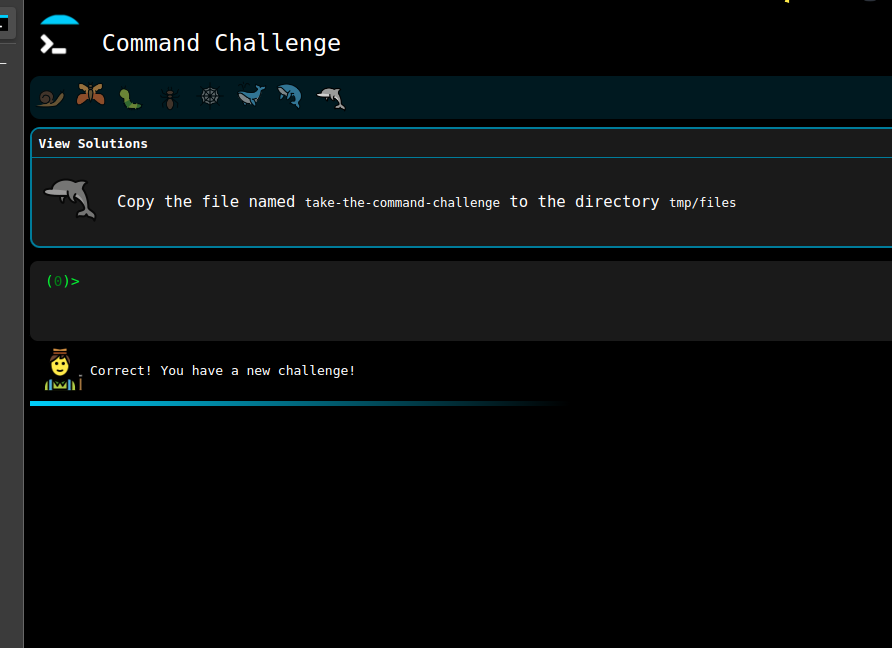 Command Challenge
View Solutions
Copy the file named take-the-command-challenge to the directory tmp/files
(0)>
Correct! You have a new challenge!